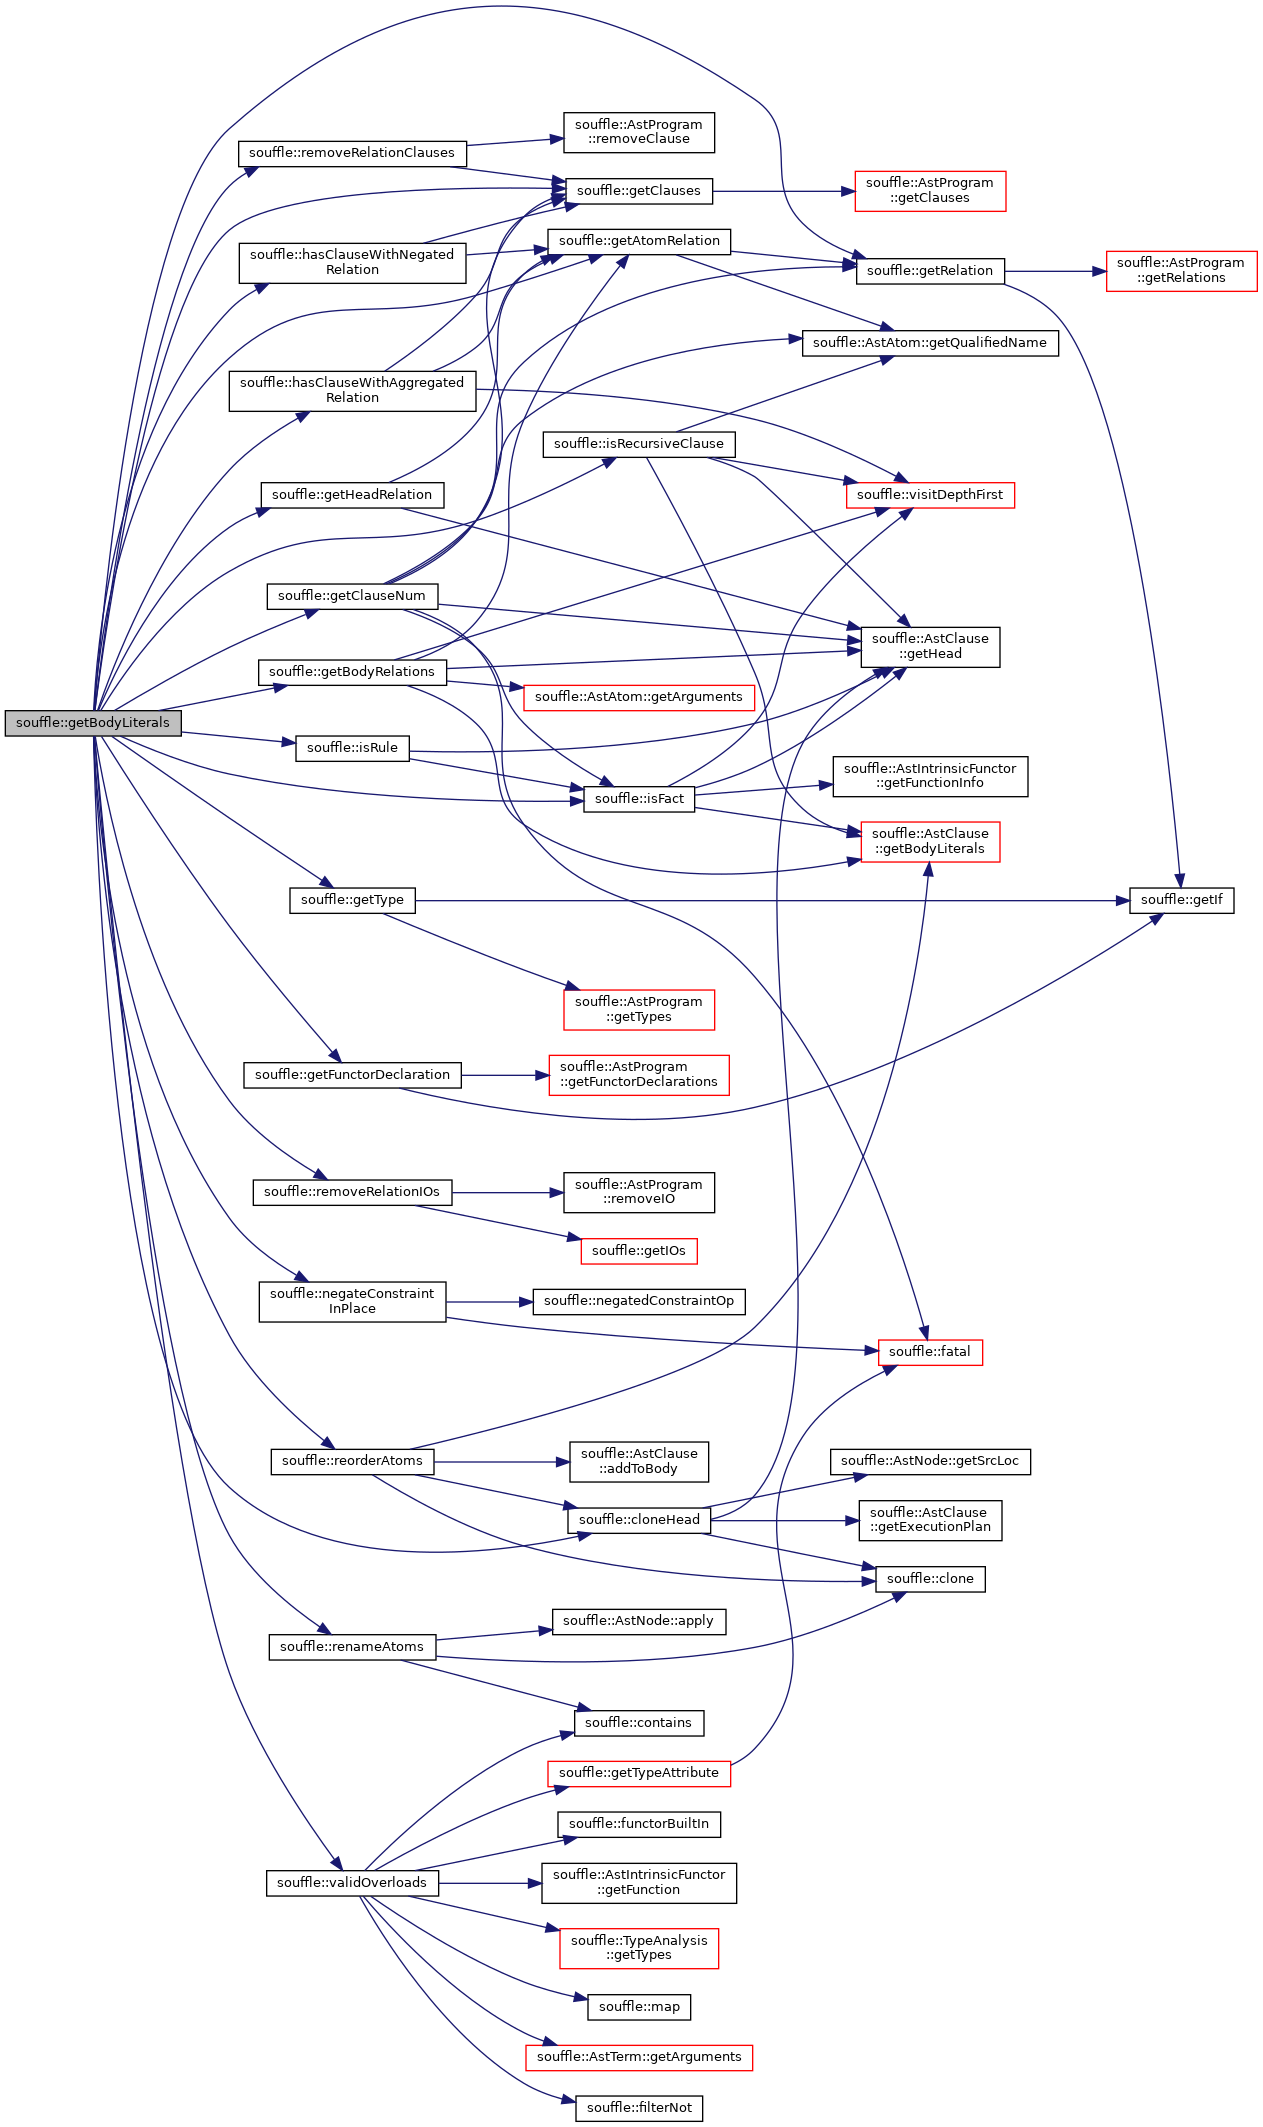 souffle::AstProgram
::removeClause
souffle::removeRelationClauses
souffle::getClauses
souffle::AstProgram
::getClauses
souffle::getAtomRelation
souffle::hasClauseWithNegated
Relation
souffle::getRelation
souffle::AstProgram
::getRelations
souffle::AstAtom::getQualifiedName
souffle::hasClauseWithAggregated
Relation
souffle::isRecursiveClause
souffle::getHeadRelation
souffle::visitDepthFirst
souffle::getClauseNum
souffle::AstClause
::getHead
souffle::getBodyRelations
souffle::AstAtom::getArguments
souffle::getBodyLiterals
souffle::isRule
souffle::AstIntrinsicFunctor
::getFunctionInfo
souffle::isFact
souffle::AstClause
::getBodyLiterals
souffle::getType
souffle::getIf
souffle::AstProgram
::getTypes
souffle::getFunctorDeclaration
souffle::AstProgram
::getFunctorDeclarations
souffle::removeRelationIOs
souffle::AstProgram
::removeIO
souffle::getIOs
souffle::negateConstraint
InPlace
souffle::negatedConstraintOp
souffle::fatal
souffle::reorderAtoms
souffle::AstClause
::addToBody
souffle::AstNode::getSrcLoc
souffle::cloneHead
souffle::AstClause
::getExecutionPlan
souffle::clone
souffle::AstNode::apply
souffle::renameAtoms
souffle::contains
souffle::getTypeAttribute
souffle::functorBuiltIn
souffle::validOverloads
souffle::AstIntrinsicFunctor
::getFunction
souffle::TypeAnalysis
::getTypes
souffle::map
souffle::AstTerm::getArguments
souffle::filterNot